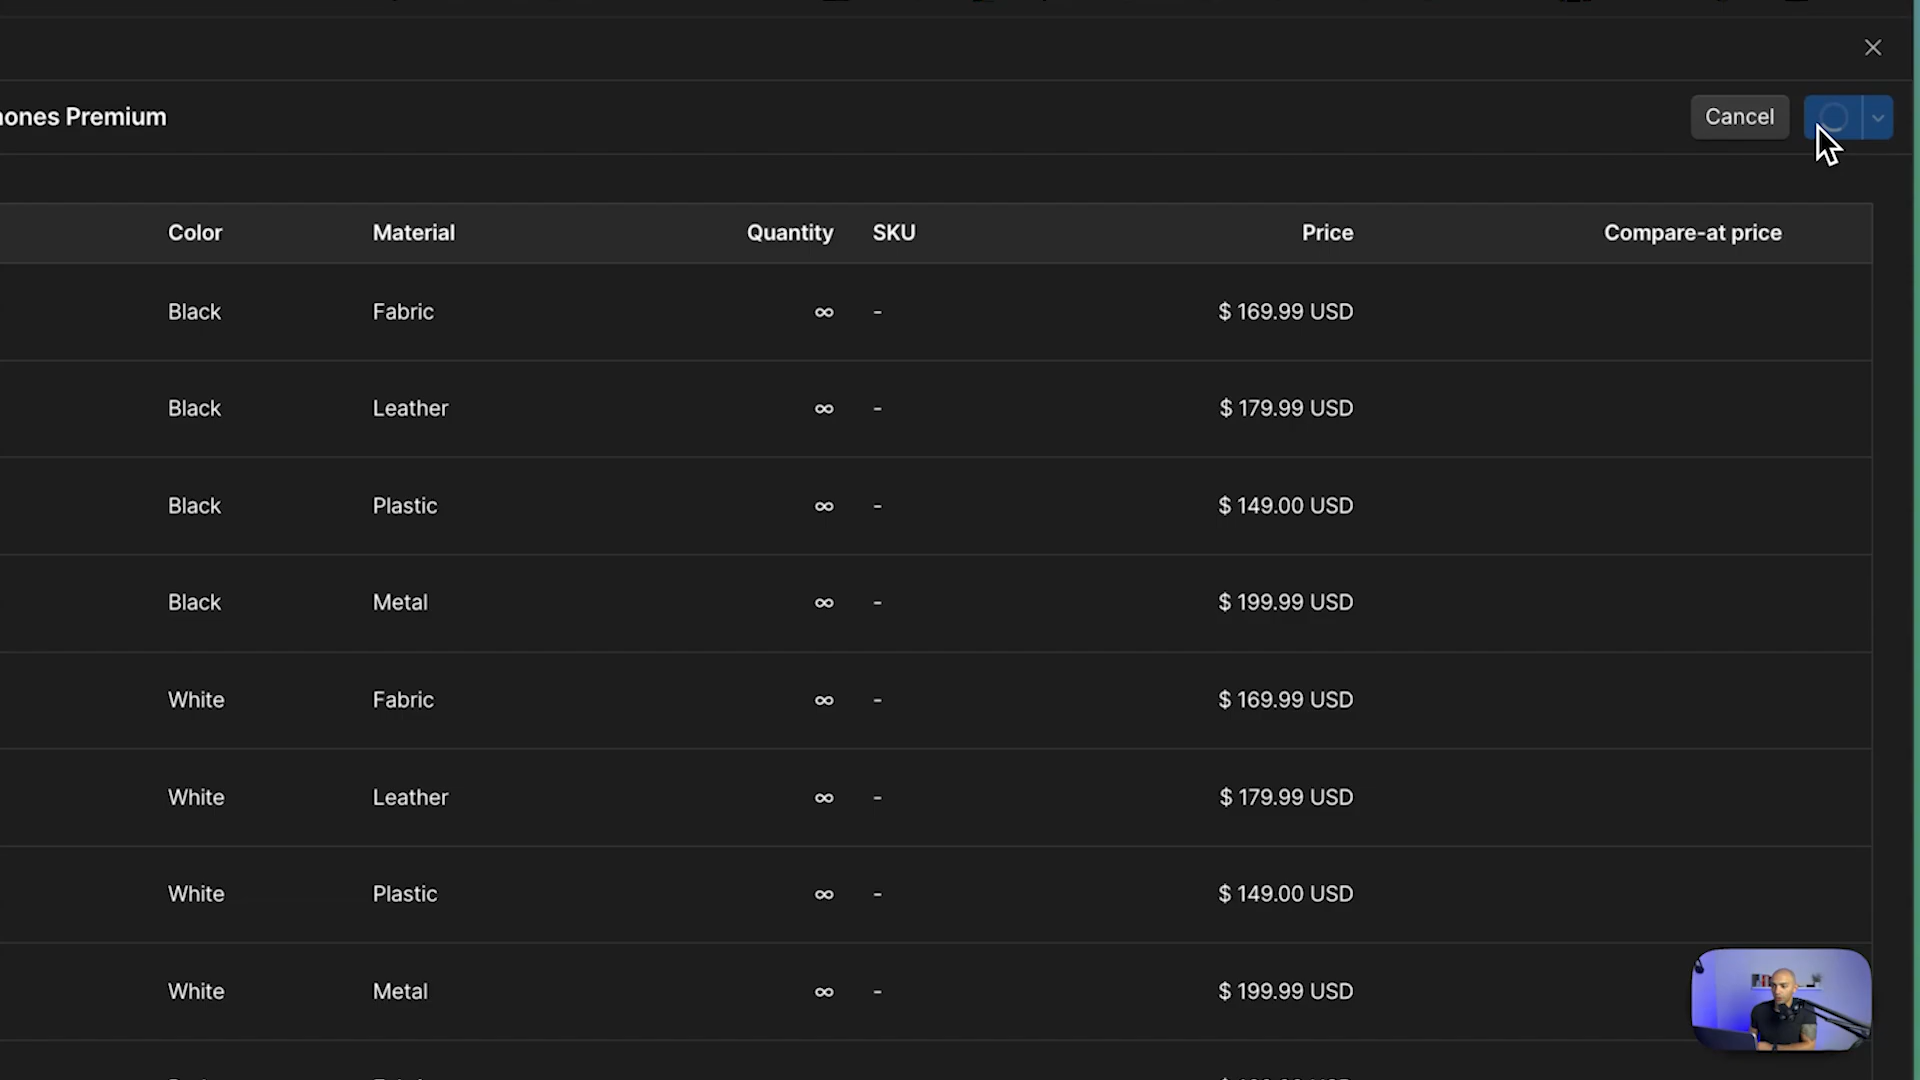 ones Premium
Cancel
Color Material Quantity SKU Price Compare-at price
Black Fabric ∞ - $ 169.99 USD
Black Leather ∞ - $ 179.99 USD
Black Plastic ∞ - $ 149.00 USD
Black Metal ∞ - $ 199.99 USD
White Fabric ∞ - $ 169.99 USD
White Leather ∞ - $ 179.99 USD
White Plastic ∞ - $ 149.00 USD
White Metal ∞ - $ 199.99 USD